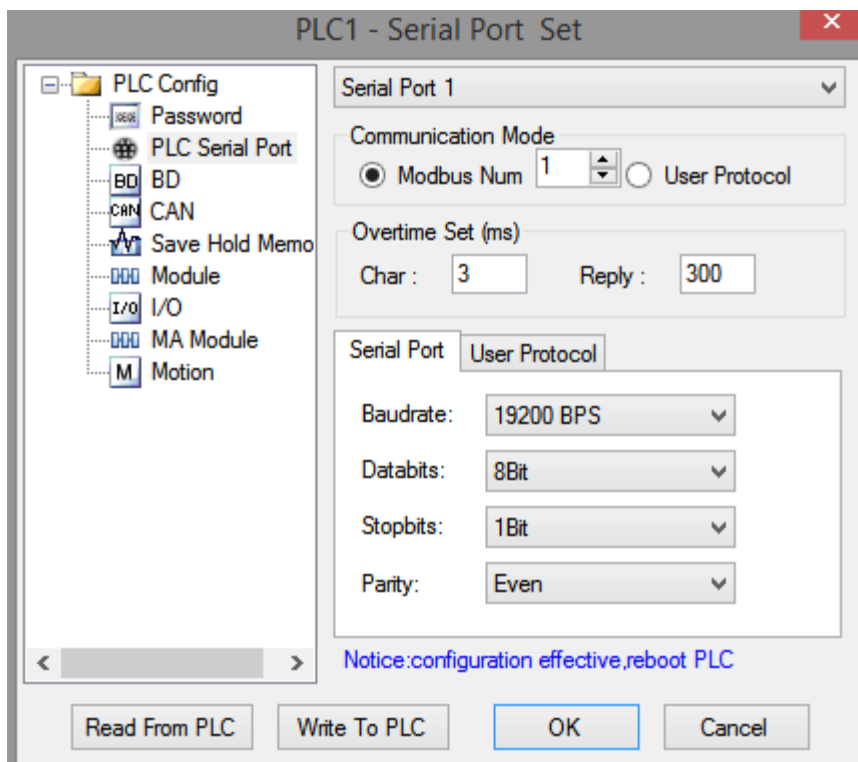 PLC1 - Serial Port Set
PLC Config
Password
PLC Serial Port
BD BD
CAN CAN
Save Hold Memo
Module
I/O I/O
MA Module
M Motion
Serial Port 1
Communication Mode
Modbus Num 1 User Protocol
Overtime Set (ms)
Char : 3 Reply : 300
Serial Port User Protocol
Baudrate: 19200 BPS
Databits: 8Bit
Stopbits: 1Bit
Parity: Even
Notice:configuration effective,reboot PLC
Read From PLC Write To PLC OK Cancel